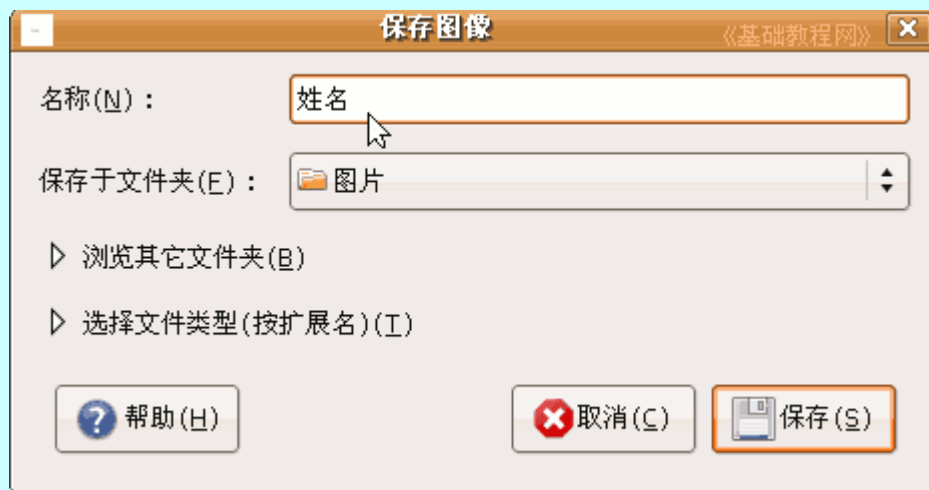 保存图像 《基础教程网》
名称(N)： 姓名
保存于文件夹(F)： 图片
浏览其它文件夹(B)
选择文件类型(按扩展名)(T)
帮助(H) 取消(C) 保存(S)